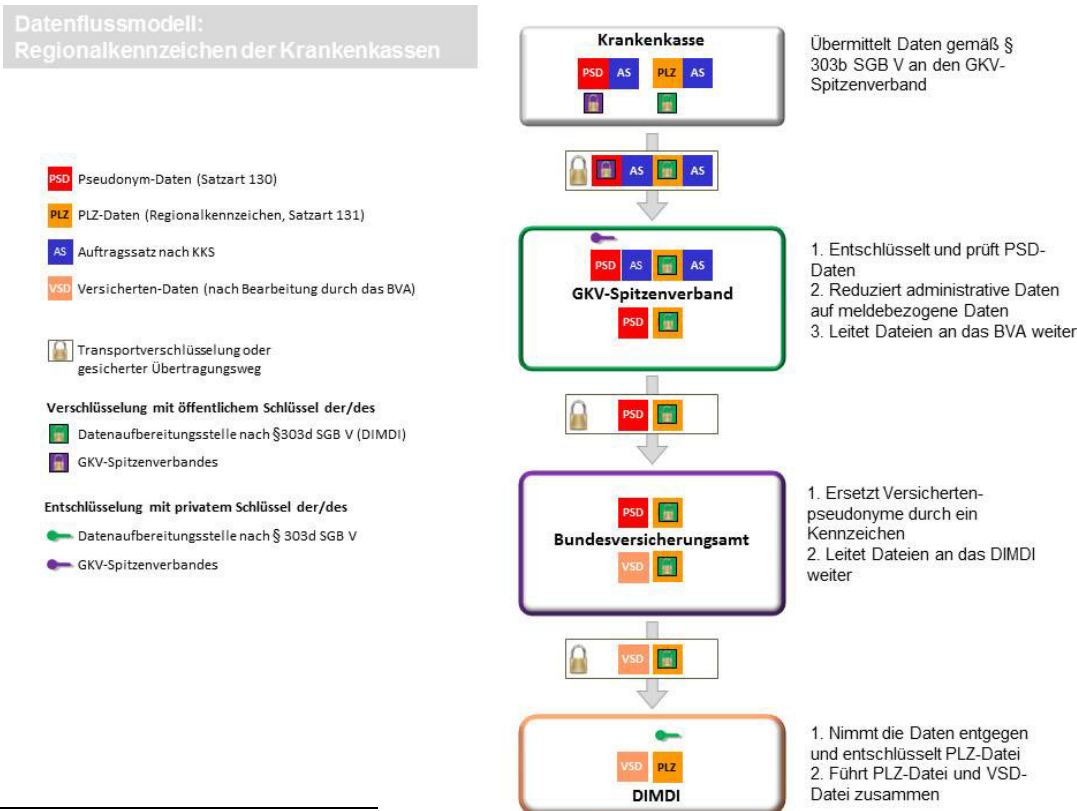 Datenflussmodell:
Regionalkennzeichen der Krankenkassen
PSD Pseudonym-Daten (Satzart 130)
PLZ PLZ-Daten (Regionalkennzeichen, Satzart 131)
AS Auftragssatz nach KKS
VSD Versicherten-Daten (nach Bearbeitung durch das BVA)
Transportverschlüsselung oder
gesicherter Übertragungsweg
Verschlüsselung mit öffentlichem Schlüssel der/des
Datenaufbereitungsstelle nach §303d SGB V (DIMDI)
GKV-Spitzenverbandes
Entschlüsselung mit privatem Schlüssel der/des
Datenaufbereitungsstelle nach § 303d SGB V
GKV-Spitzenverbandes
Krankenkasse
PSD AS PLZ AS
Übermittelt Daten gemäß §
303b SGB V an den GKV-
Spitzenverband
AS AS
PSD AS AS
GKV-Spitzenverband
PSD
1. Entschlüsselt und prüft PSD-
Daten
2. Reduziert administrative Daten
auf meldebezogene Daten
3. Leitet Dateien an das BVA weiter
PSD
PSD
Bundesversicherungsamt
VSD
1. Ersetzt Versicherten-
pseudonyme durch ein
Kennzeichen
2. Leitet Dateien an das DIMDI
weiter
VSD
VSD PLZ
DIMDI
1. Nimmt die Daten entgegen
und entschlüsselt PLZ-Datei
2. Führt PLZ-Datei und VSD-
Datei zusammen